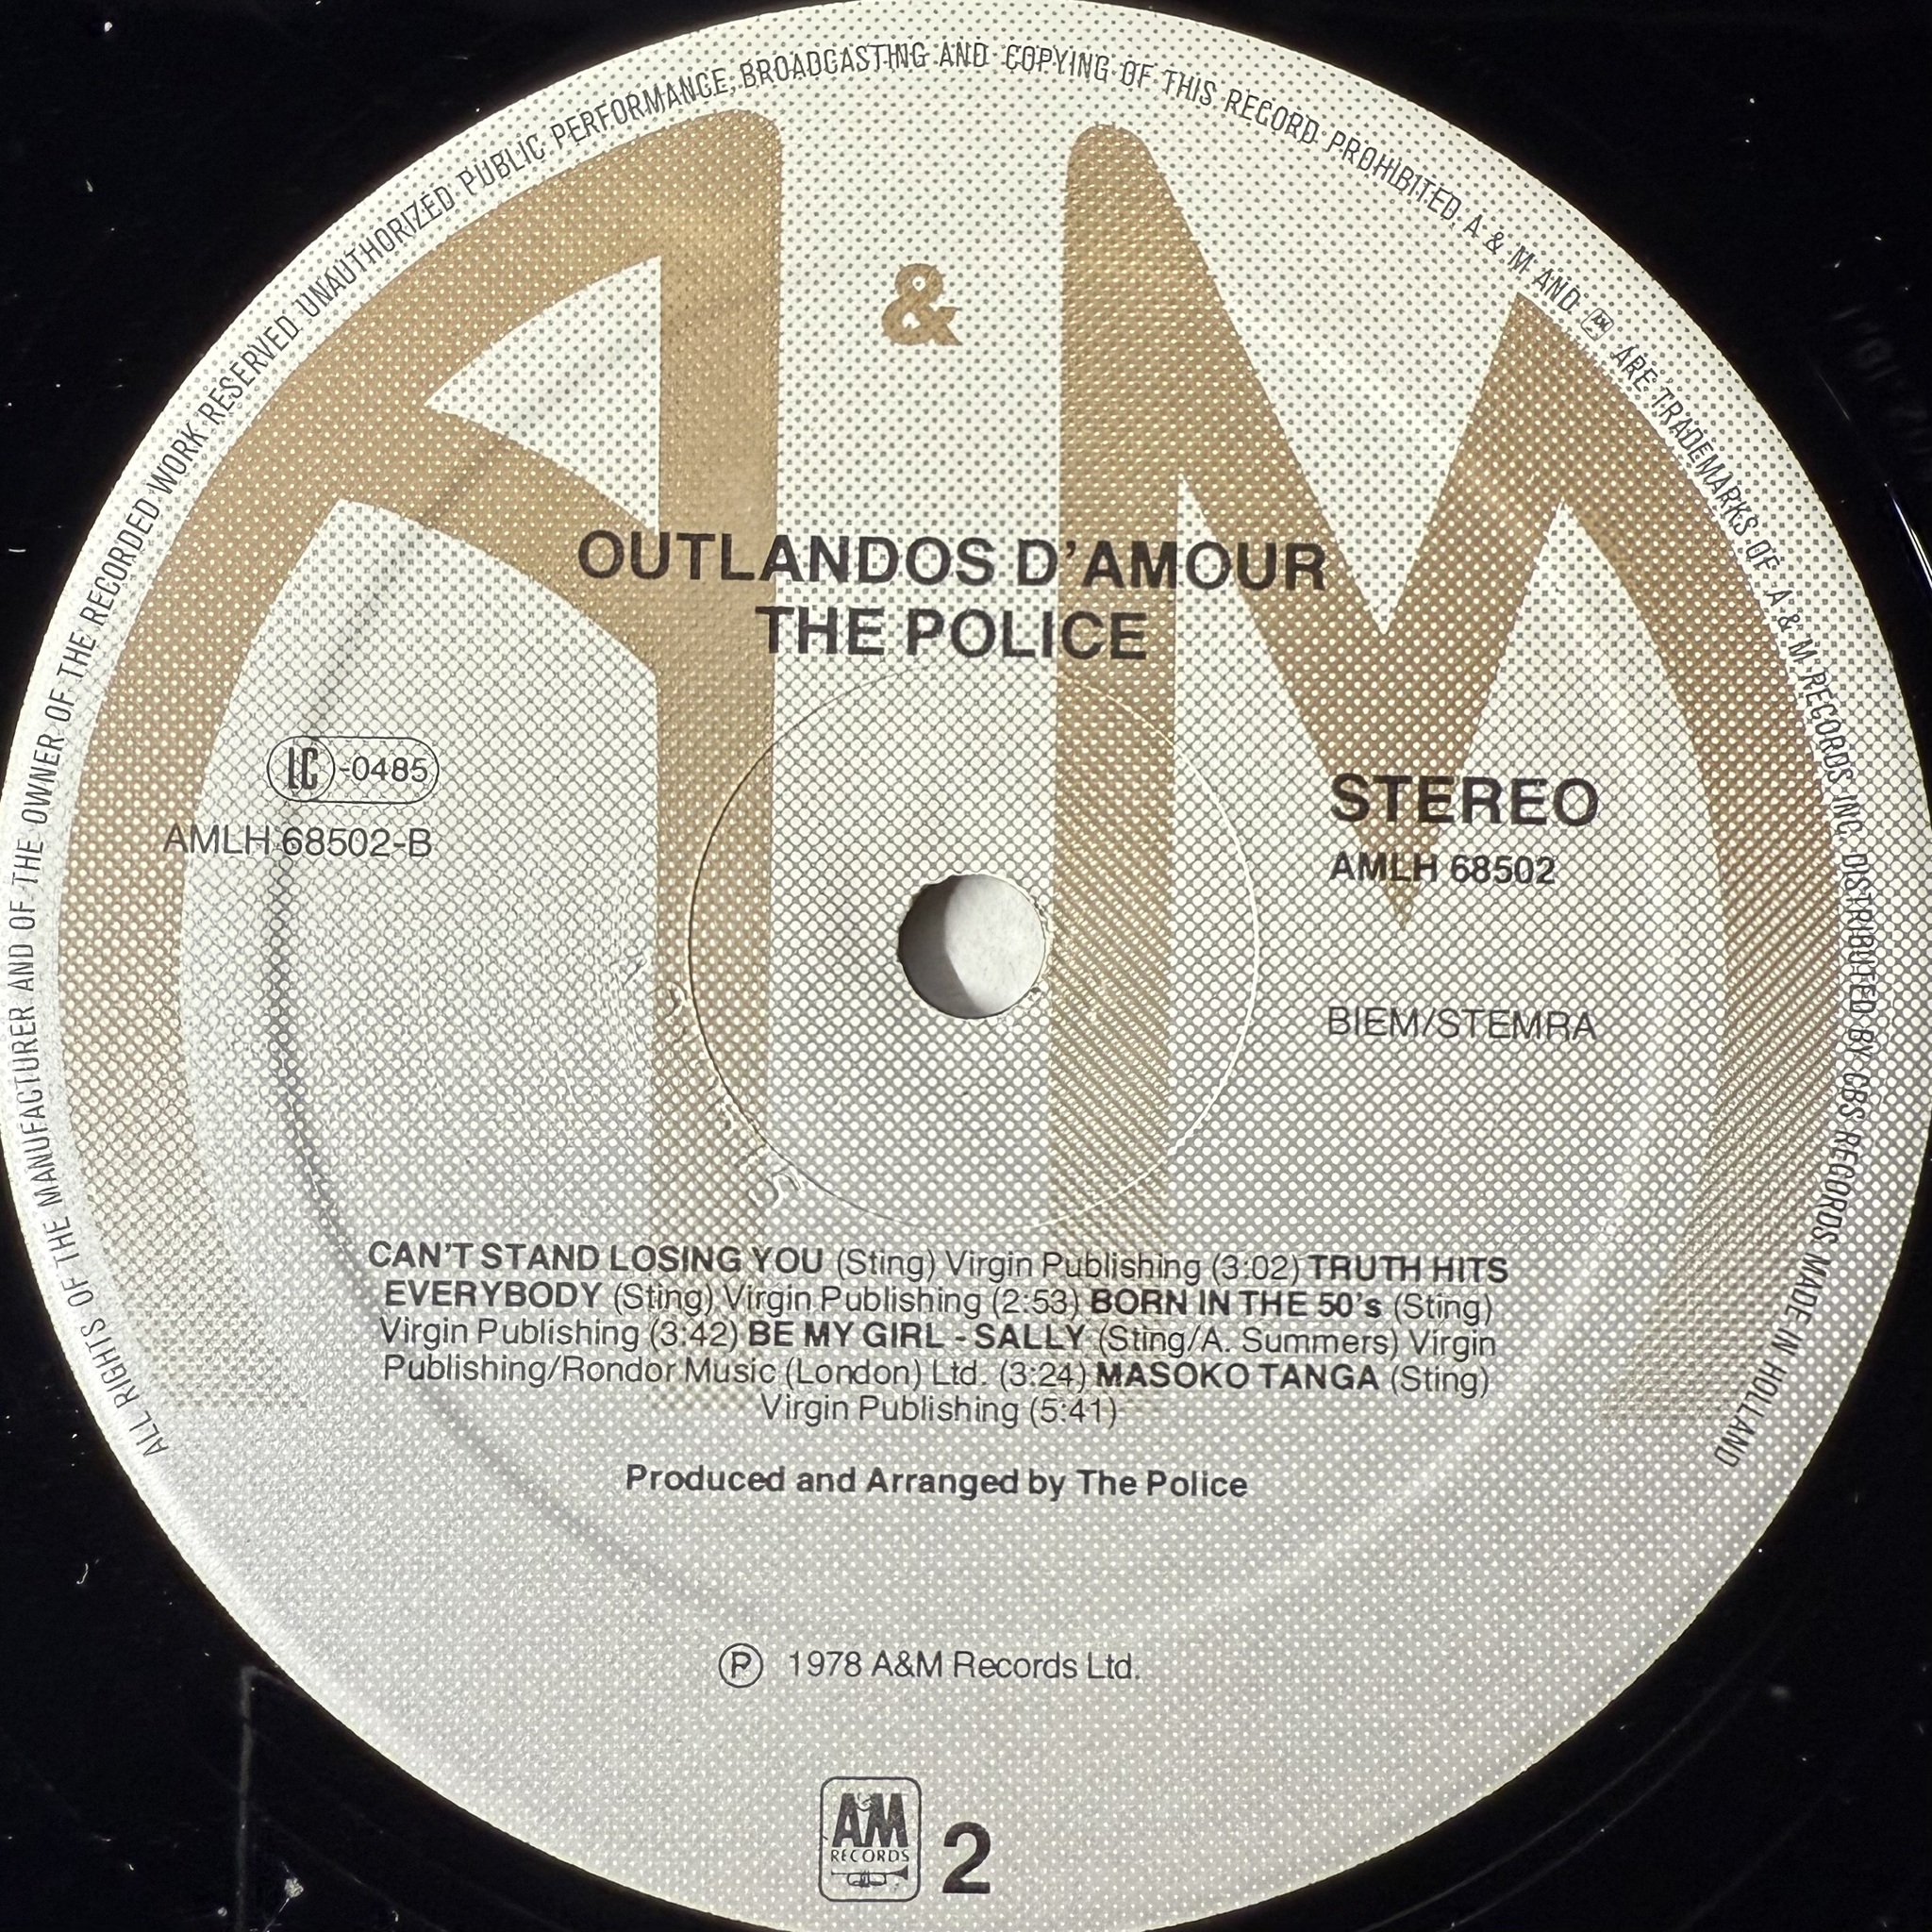 ALL RIGHTS OF THE MANUFACTURER AND OF THE OWNER OF THE RECORDED WORK RESERVED UNAUTHORIZED PUBLIC PERFORMANCE, BROADCASTING AND COPYING OF THIS RECORD PROHIBITED. A & M AND AM ARE TRADEMARKS OF A & M RECORDS INC. DISTRIBUTED BY CBS RECORDS MADE IN HOLLAND
A & M
OUTLANDOS D'AMOUR
THE POLICE
LC-0485
AMLH 68502-B
STEREO
AMLH 68502
BIEM/STEMRA
CAN'T STAND LOSING YOU (Sting) Virgin Publishing (3:02) TRUTH HITS
EVERYBODY (Sting) Virgin Publishing (2:53) BORN IN THE 50's (Sting)
Virgin Publishing (3:42) BE MY GIRL - SALLY (Sting/A. Summers) Virgin
Publishing/Rondor Music (London) Ltd. (3:24) MASOKO TANGA (Sting)
Virgin Publishing (5:41)
Produced and Arranged by The Police
Ⓟ 1978 A&M Records Ltd.
AM
RECORDS
2